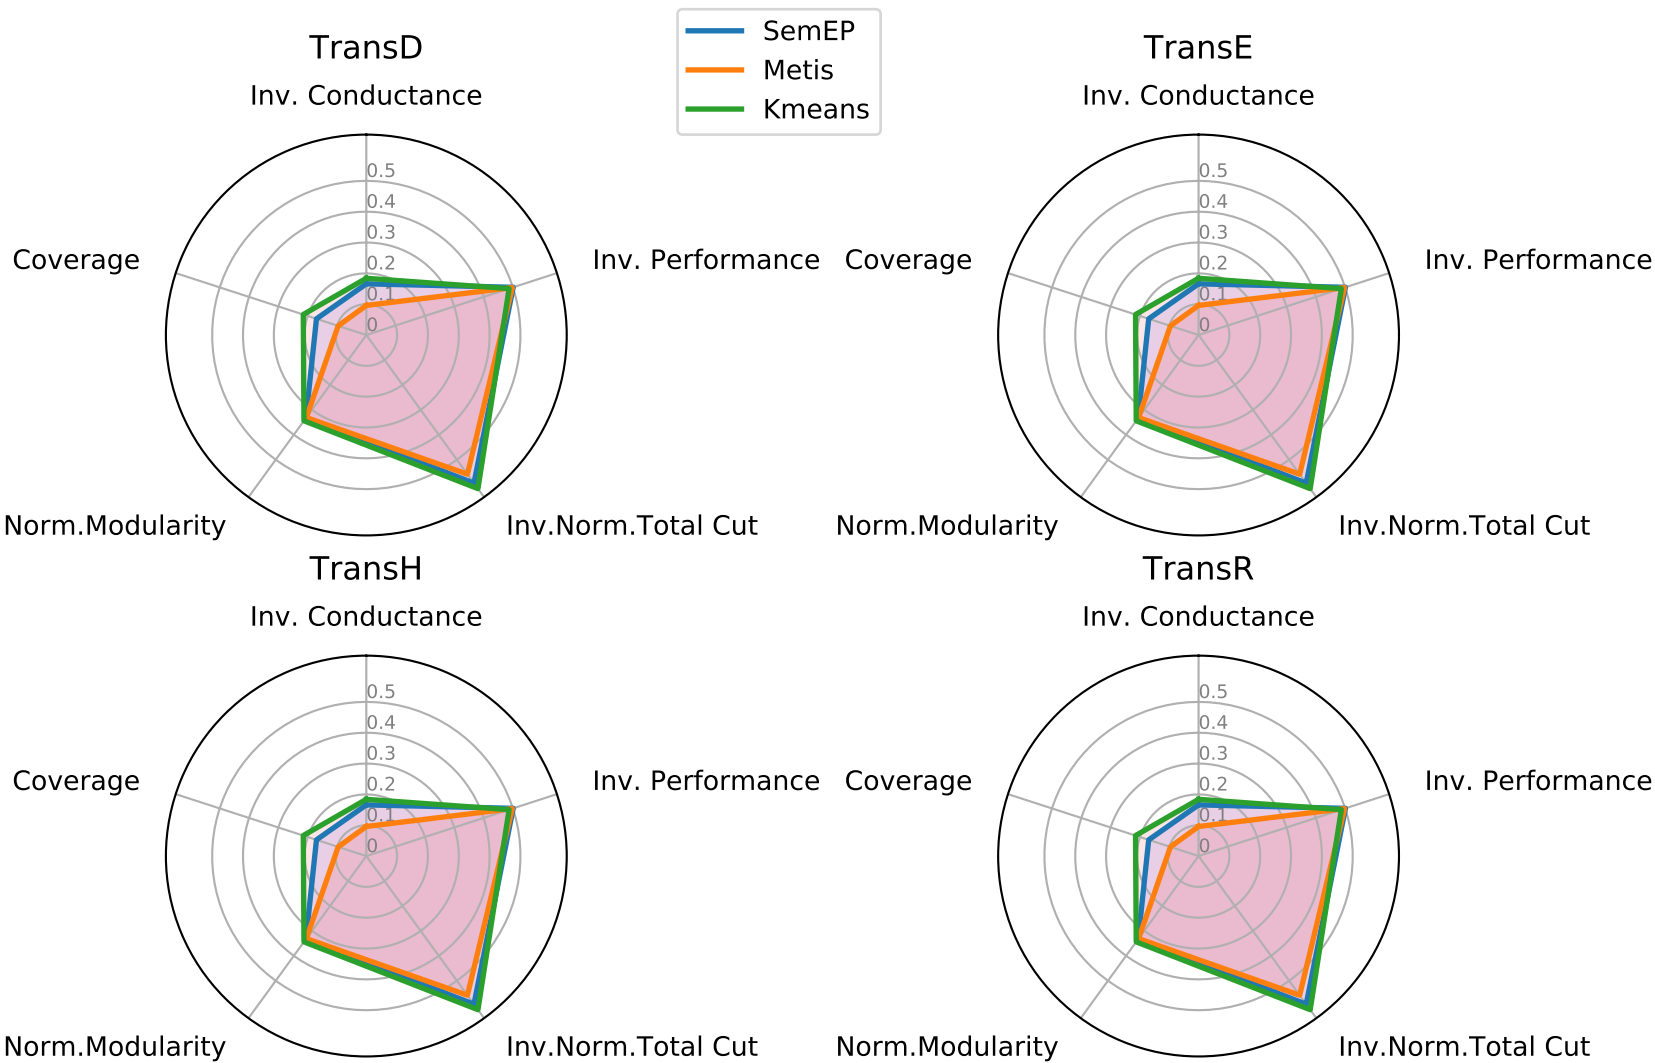 SemEP
Metis
Kmeans
TransD
Inv. Conductance
0.5
0.4
0.3
0.2
0.1
0
Coverage
Inv. Performance
Norm.Modularity
Inv.Norm.Total Cut
TransE
Inv. Conductance
0.5
0.4
0.3
0.2
0.1
0
Coverage
Inv. Performance
Norm.Modularity
Inv.Norm.Total Cut
TransH
Inv. Conductance
0.5
0.4
0.3
0.2
0.1
0
Coverage
Inv. Performance
Norm.Modularity
Inv.Norm.Total Cut
TransR
Inv. Conductance
0.5
0.4
0.3
0.2
0.1
0
Coverage
Inv. Performance
Norm.Modularity
Inv.Norm.Total Cut